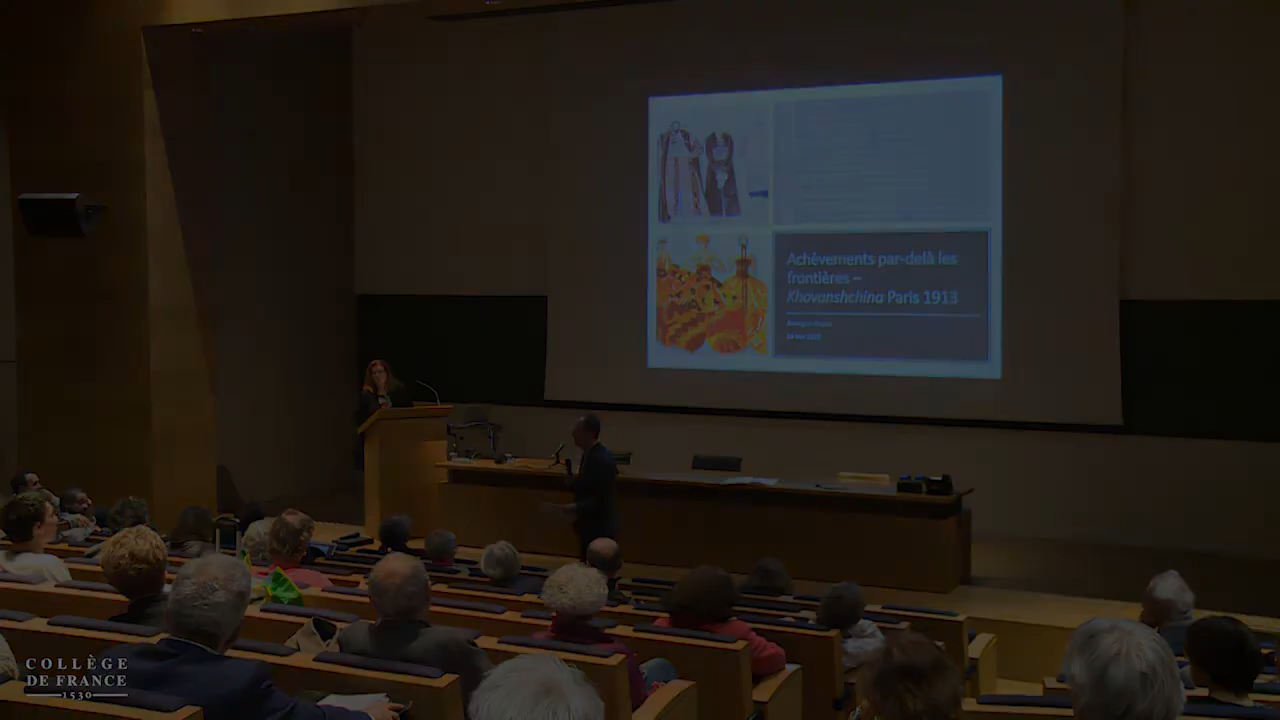 Achèvements par-delà les
frontières –
Khovanshchina Paris 1913
COLLÈGE
DE FRANCE
1530